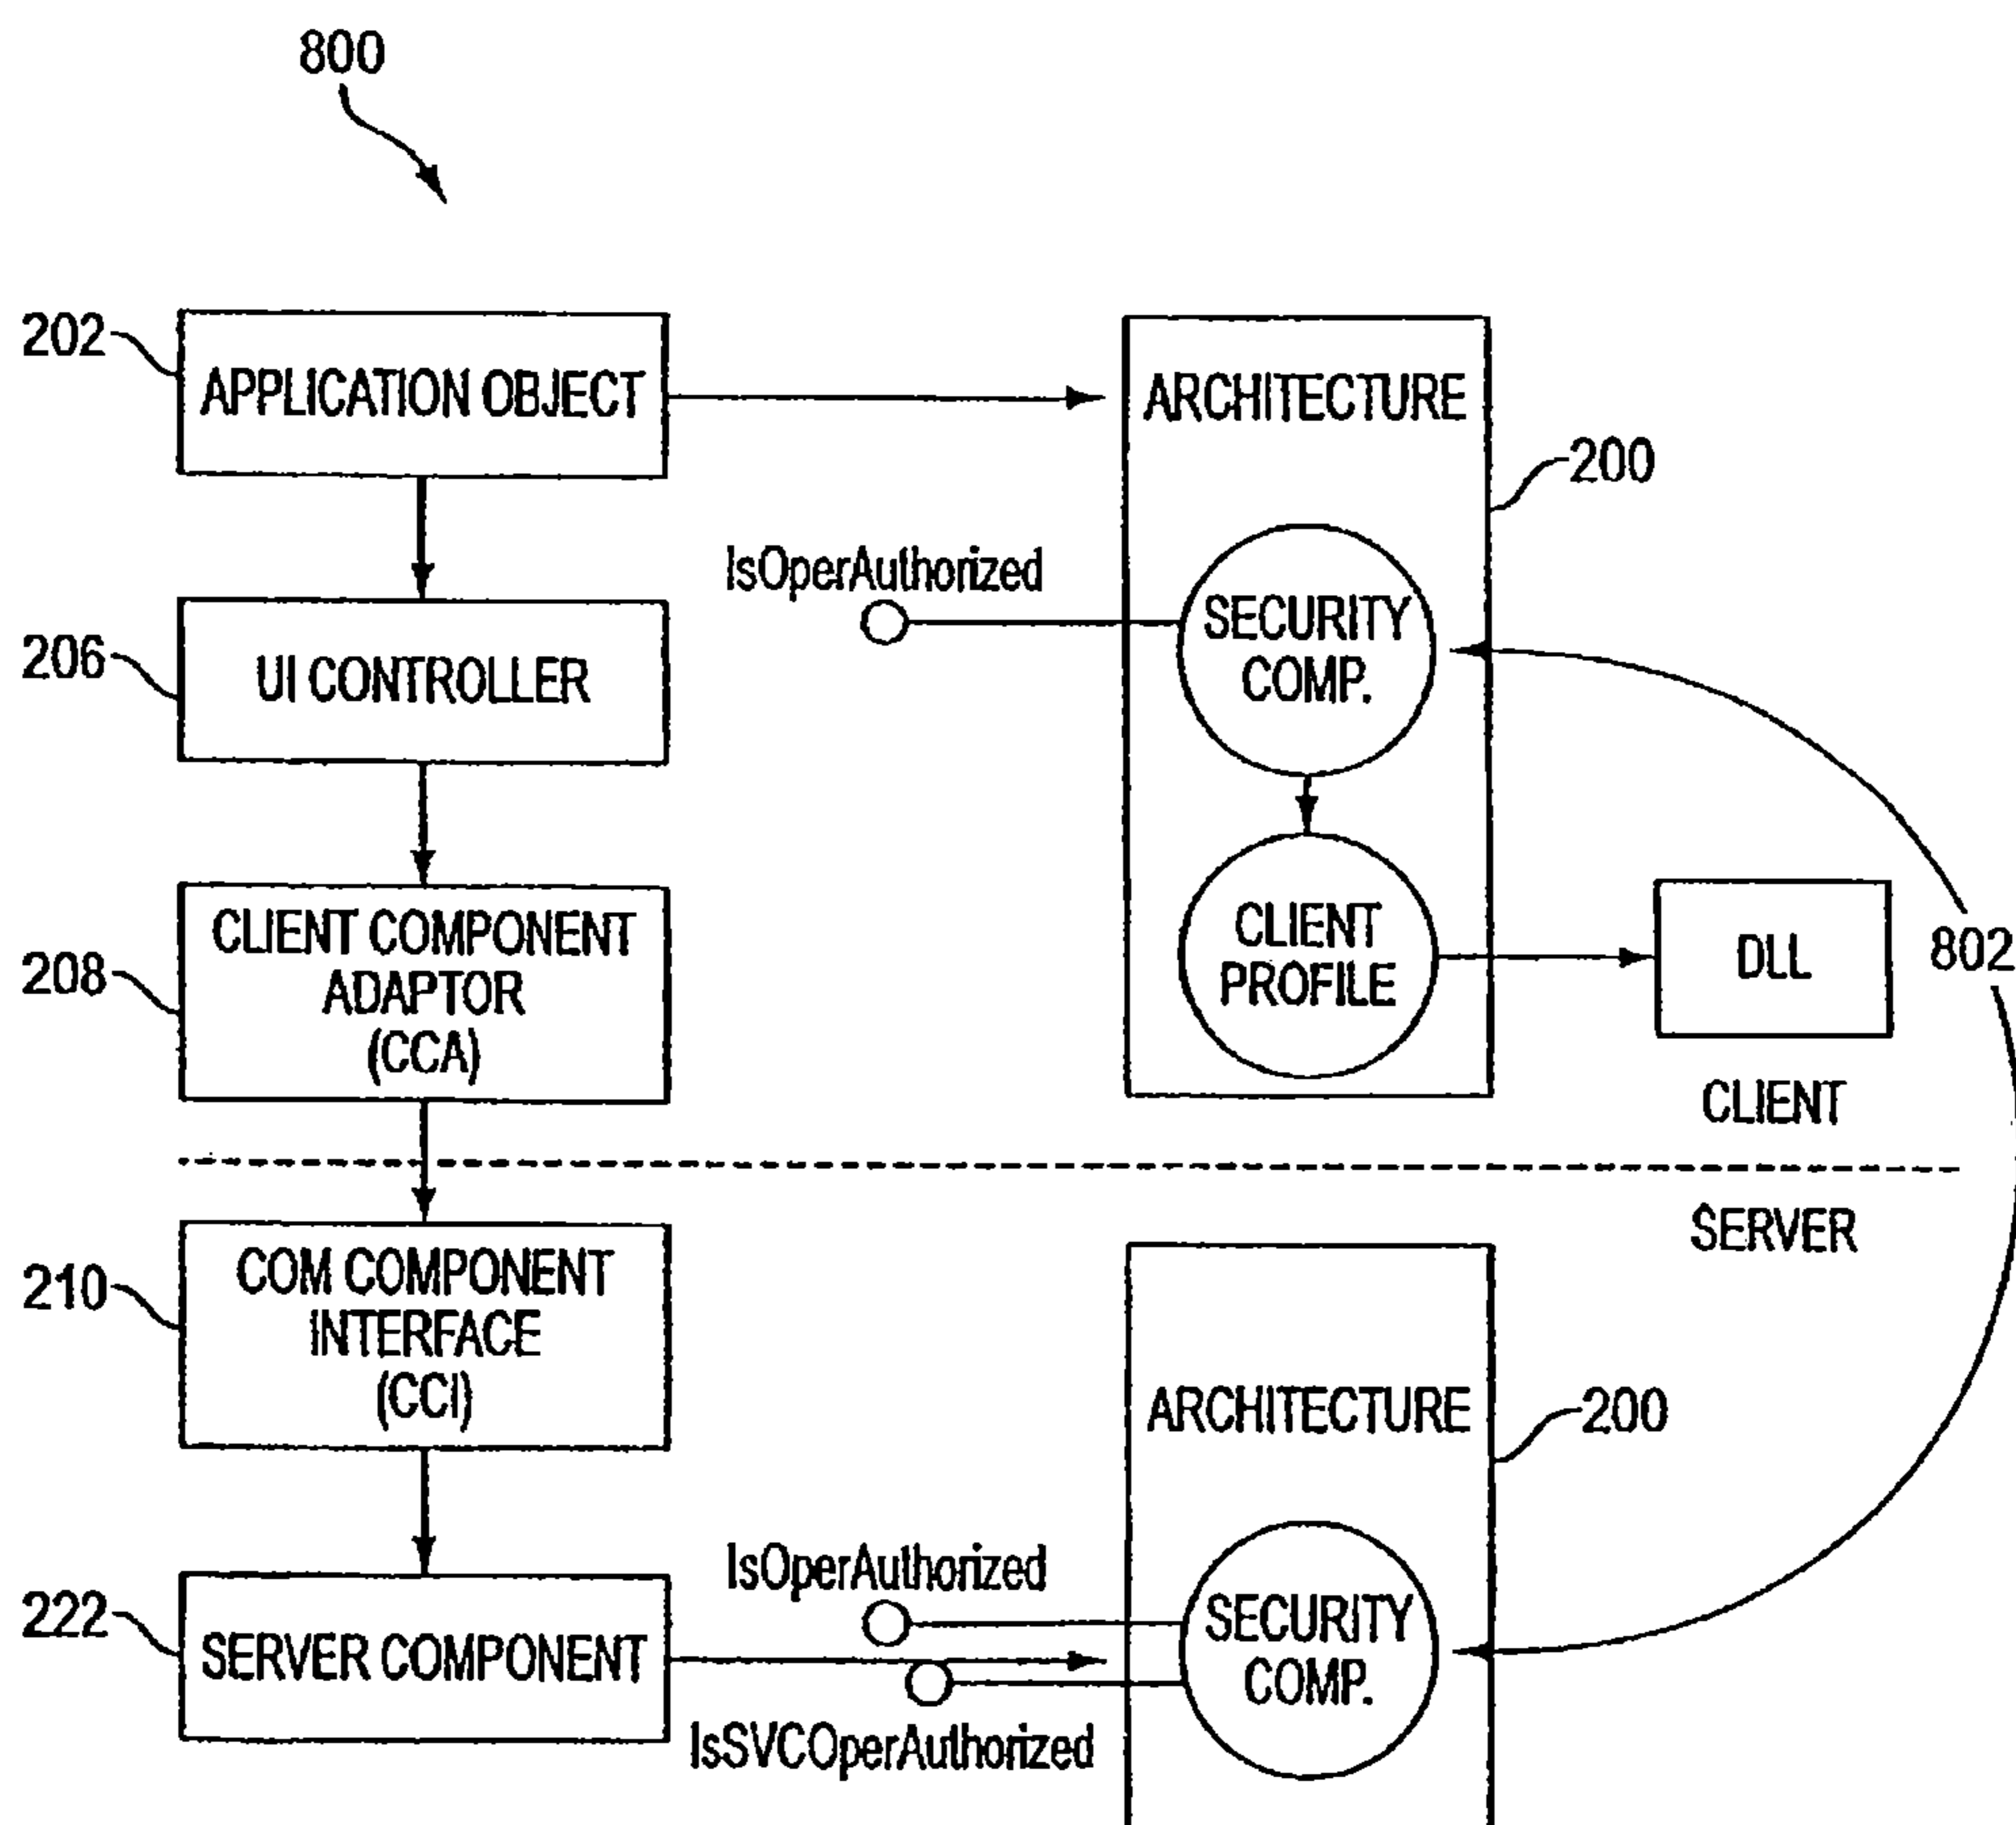 800
202
APPLICATION OBJECT
ARCHITECTURE
200
IsOperAuthorized
SECURITY
COMP.
206
UI CONTROLLER
208
CLIENT COMPONENT
ADAPTOR
(CCA)
CLIENT
PROFILE
DLL
802
CLIENT
SERVER
210
COM COMPONENT
INTERFACE
(CCI)
ARCHITECTURE
200
222
SERVER COMPONENT
IsOperAuthorized
IsSVCOperAuthorized
SECURITY
COMP.